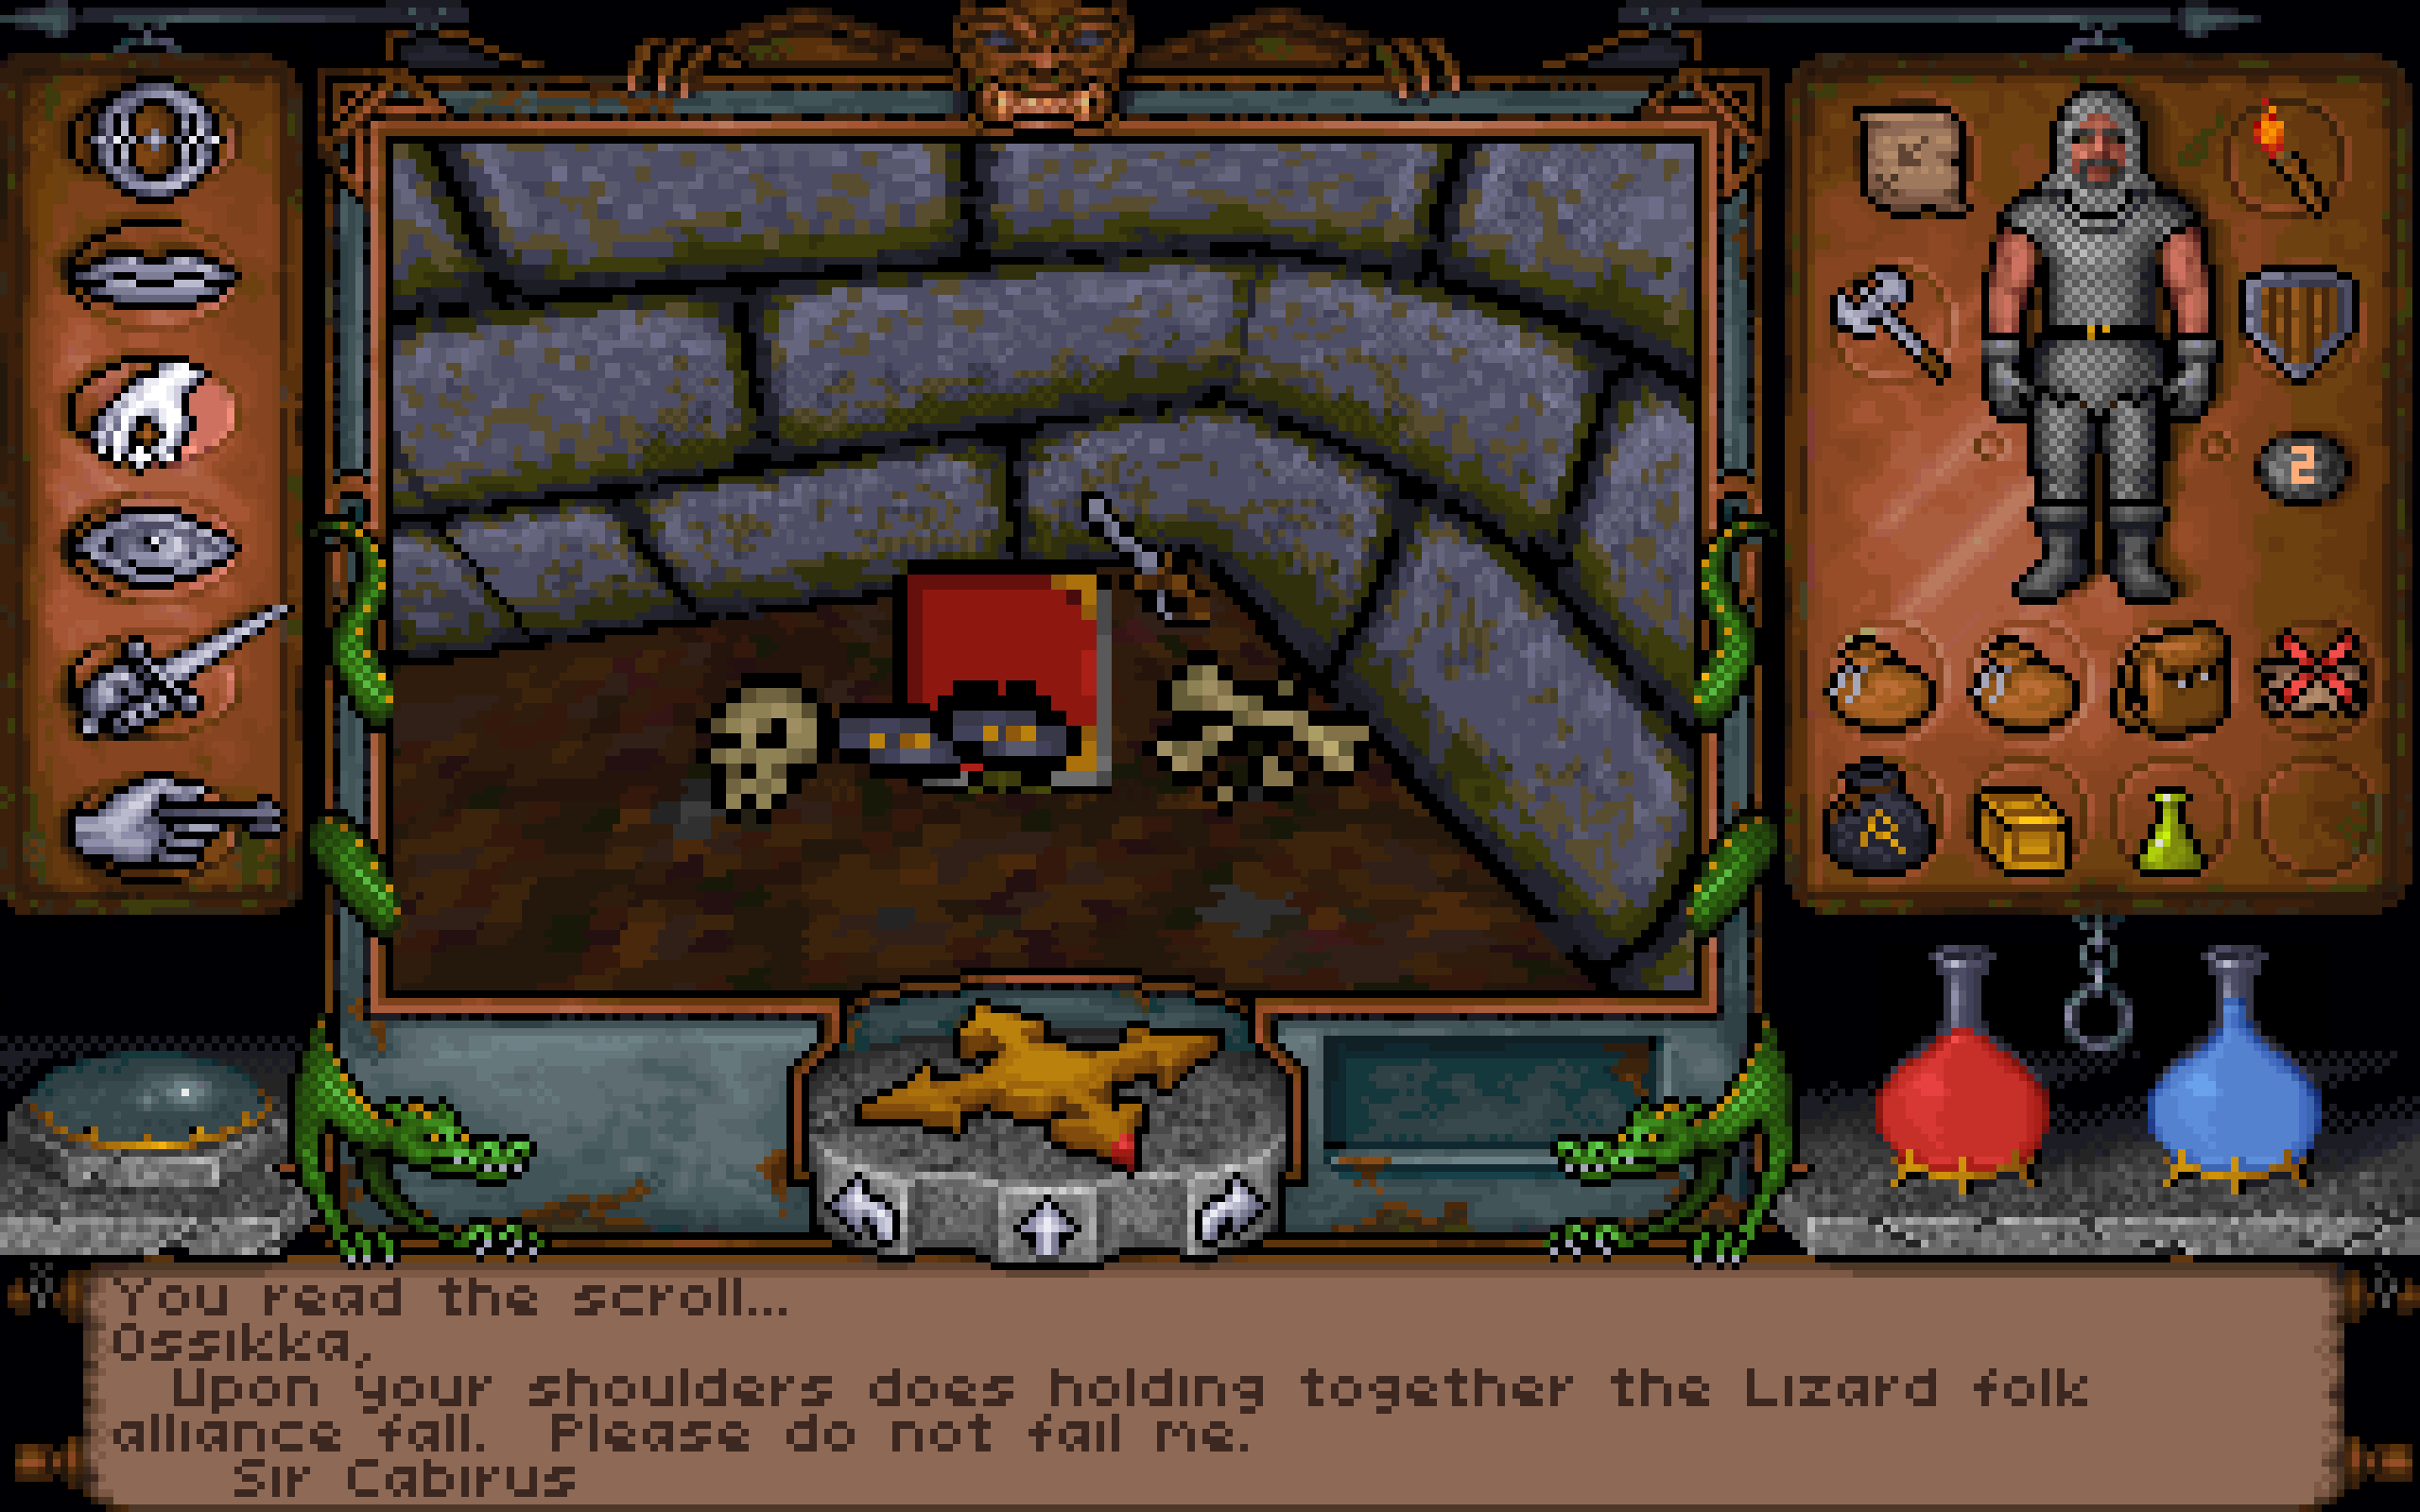 2
You read the scroll...
Ossikka,
Upon your shoulders does holding together the Lizard folk
alliance fall.  Please do not fail me.
Sir Cabirus